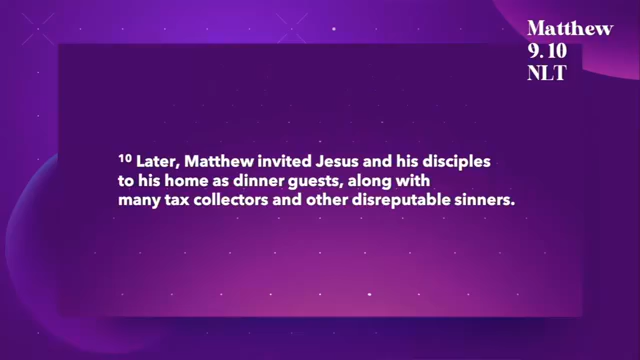 Matthew
9.10
NLT
10 Later, Matthew invited Jesus and his disciples
to his home as dinner guests, along with
many tax collectors and other disreputable sinners.